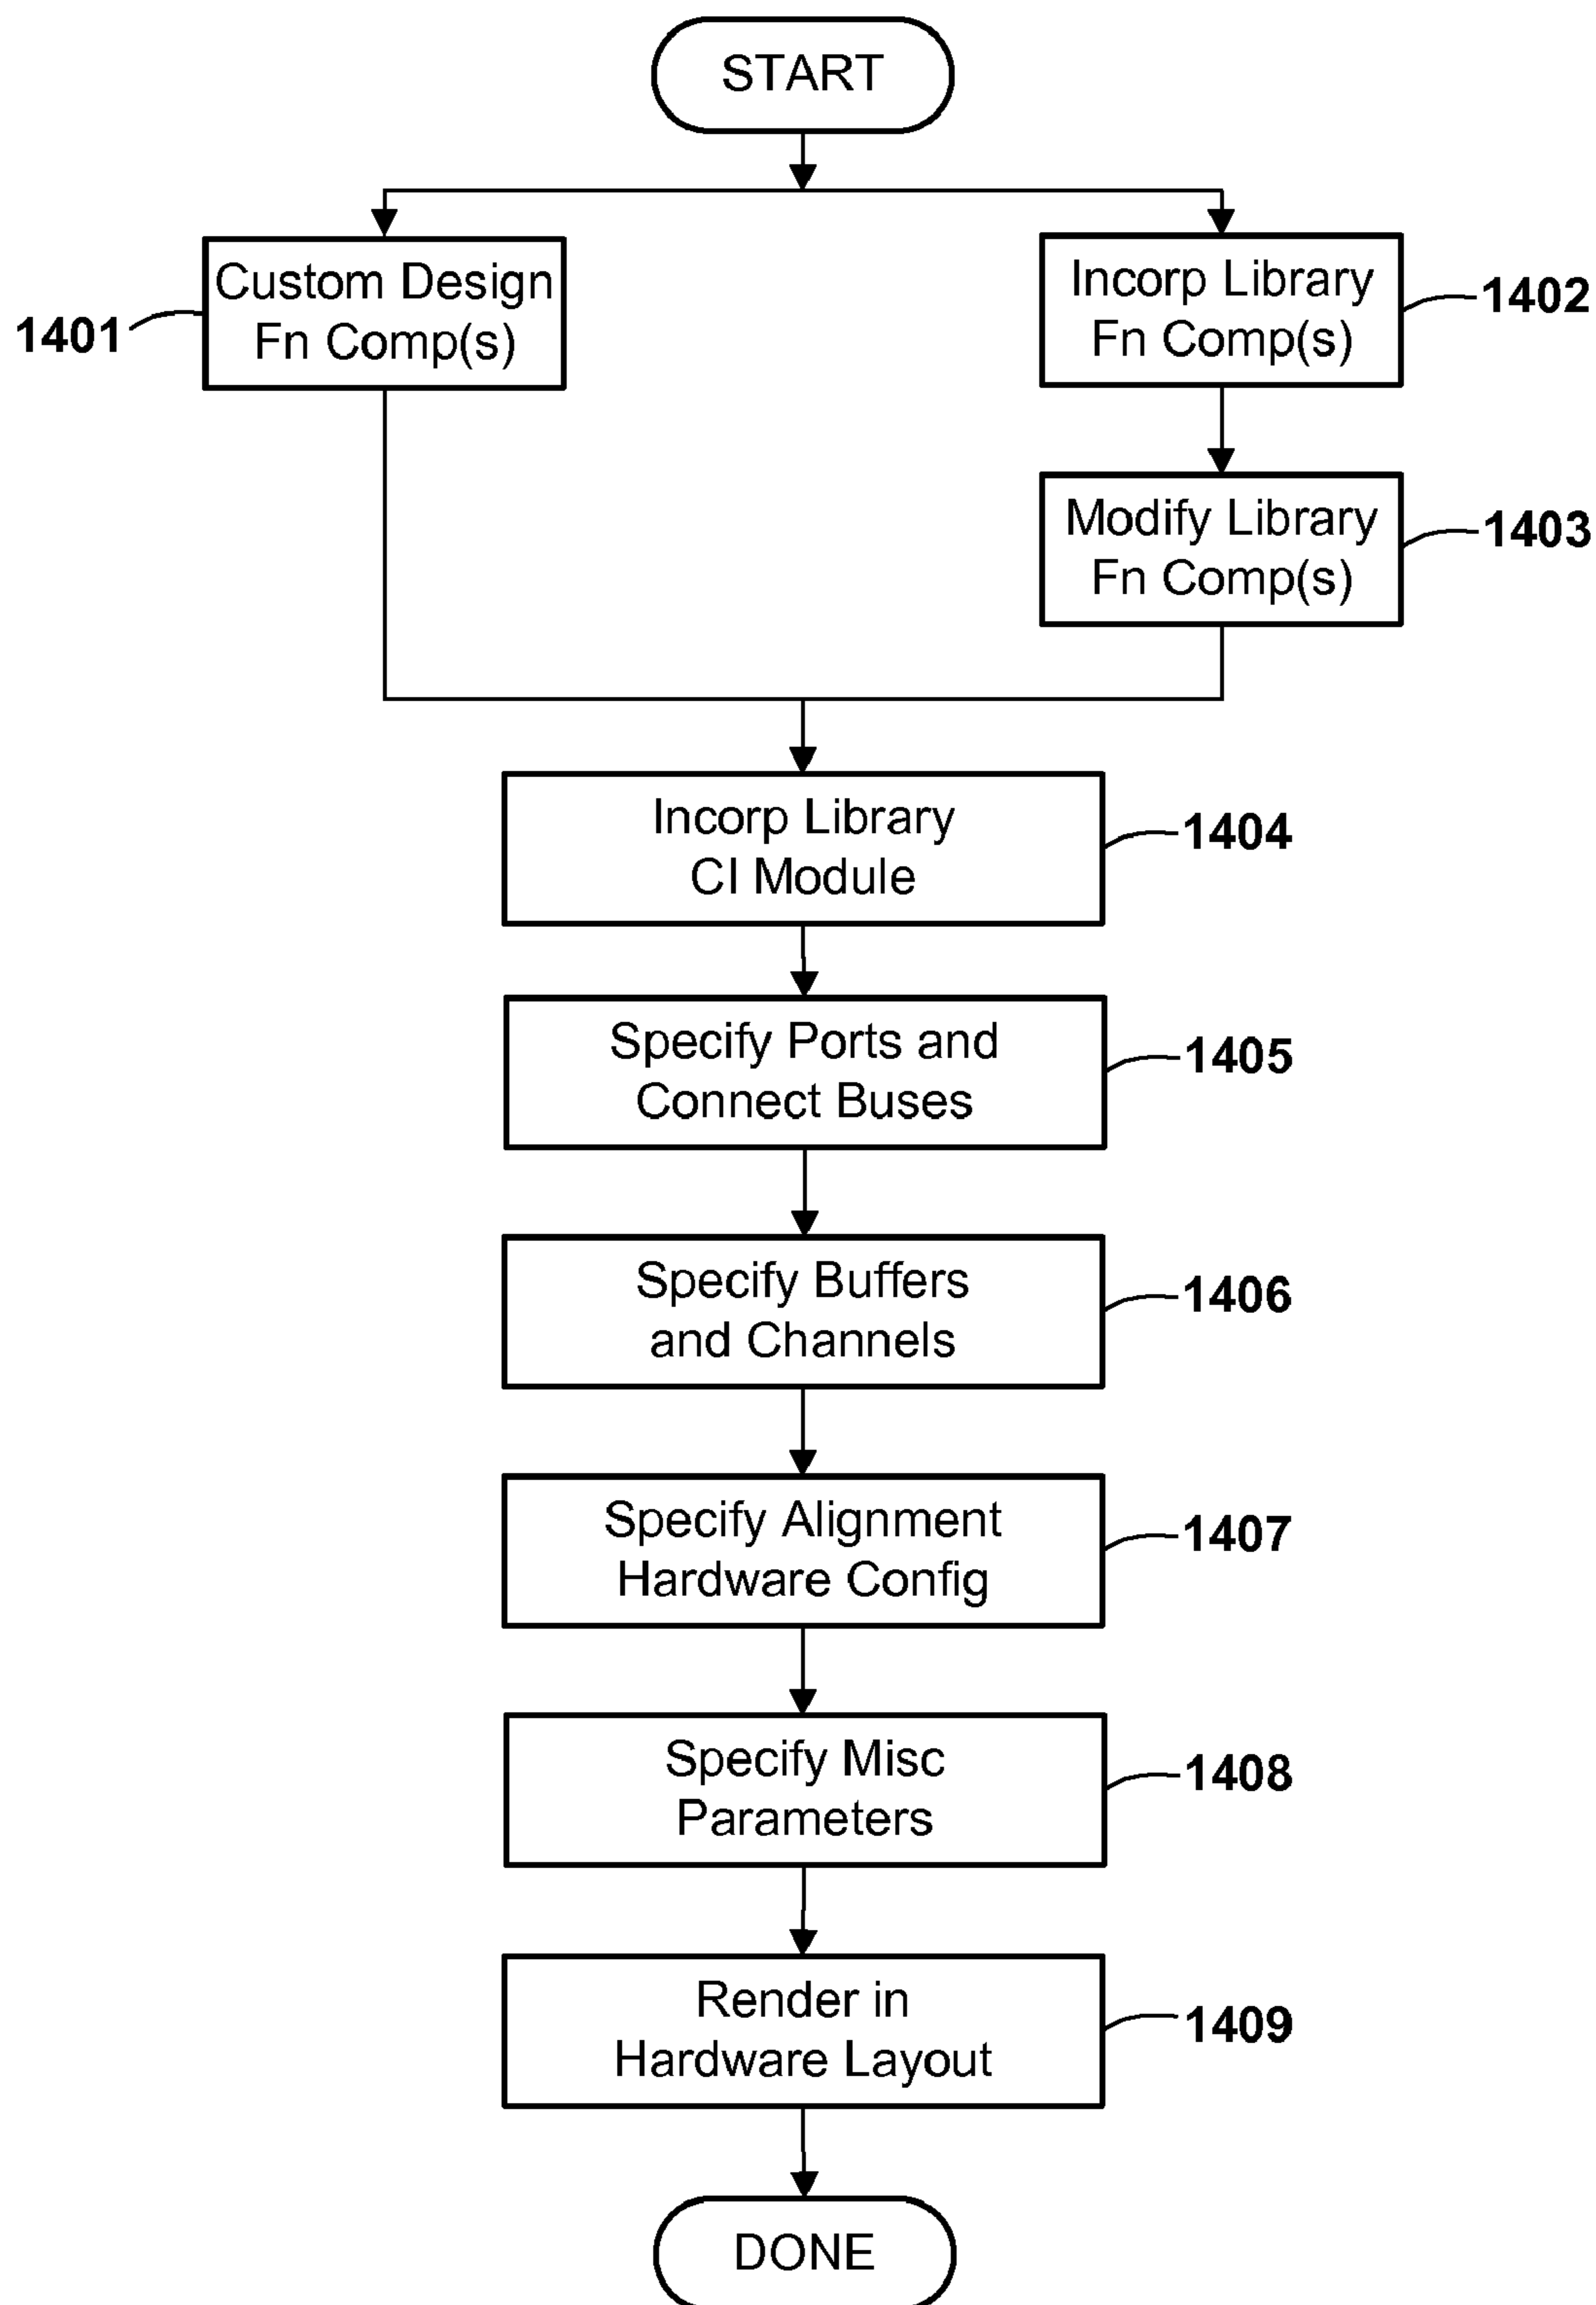 START
Custom Design
Fn Comp(s)
1401
Incorp Library
Fn Comp(s)
1402
Modify Library
Fn Comp(s)
1403
Incorp Library
CI Module
1404
Specify Ports and
Connect Buses
1405
Specify Buffers
and Channels
1406
Specify Alignment
Hardware Config
1407
Specify Misc
Parameters
1408
Render in
Hardware Layout
1409
DONE